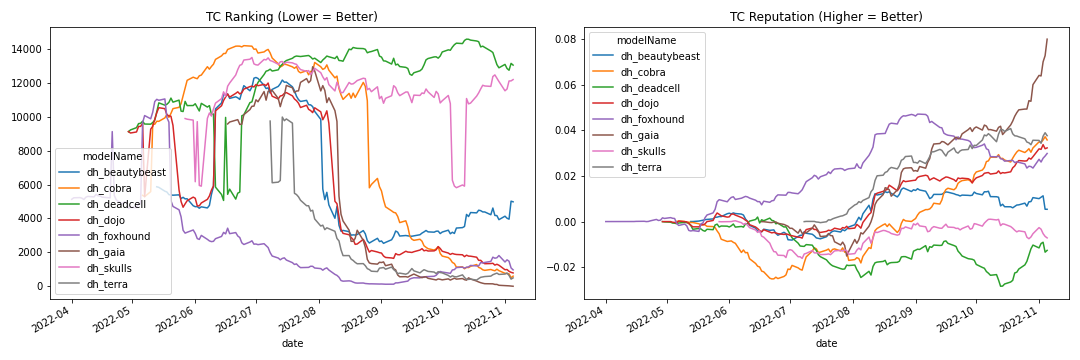 TC Ranking (Lower = Better)
14000
12000
10000
8000
6000
4000
2000
0
modelName
dh_beautybeast
dh_cobra
dh_deadcell
dh_dojo
dh_foxhound
dh_gaia
dh_skulls
dh_terra
2022-04
2022-05
2022-06
2022-07
2022-08
2022-09
2022-10
2022-11
date
TC Reputation (Higher = Better)
0.08
0.06
0.04
0.02
0.00
−0.02
modelName
dh_beautybeast
dh_cobra
dh_deadcell
dh_dojo
dh_foxhound
dh_gaia
dh_skulls
dh_terra
2022-04
2022-05
2022-06
2022-07
2022-08
2022-09
2022-10
2022-11
date